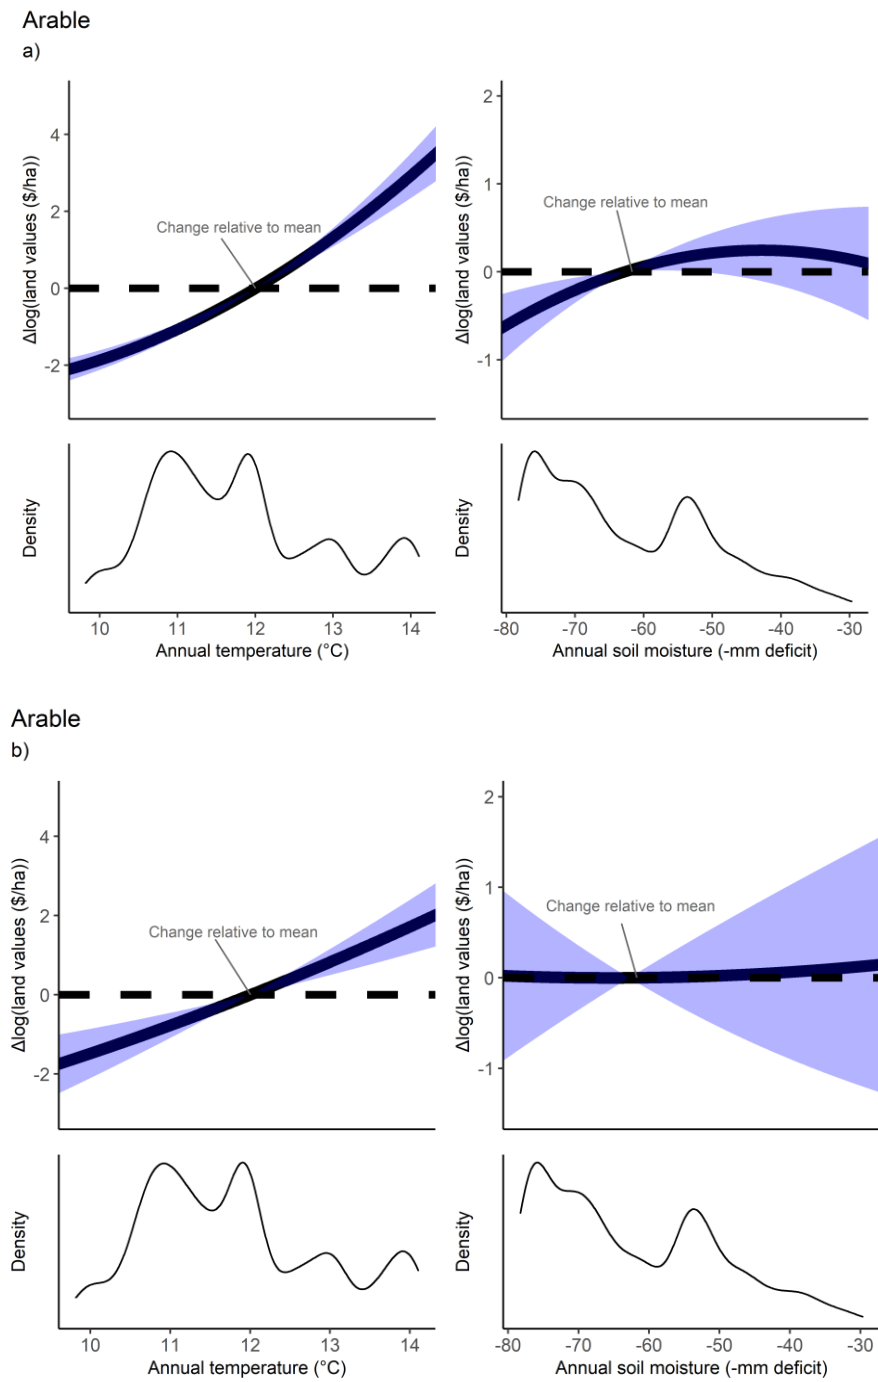 Arable
a)
Δlog(land values ($/ha))
4
2
0
-2
Change relative to mean
Δlog(land values ($/ha))
2
1
0
-1
Change relative to mean
Density
10 11 12 13 14
Annual temperature (°C)
Density
-80 -70 -60 -50 -40 -30
Annual soil moisture (-mm deficit)
Arable
b)
Δlog(land values ($/ha))
4
2
0
-2
Change relative to mean
Δlog(land values ($/ha))
2
1
0
-1
Change relative to mean
Density
10 11 12 13 14
Annual temperature (°C)
Density
-80 -70 -60 -50 -40 -30
Annual soil moisture (-mm deficit)